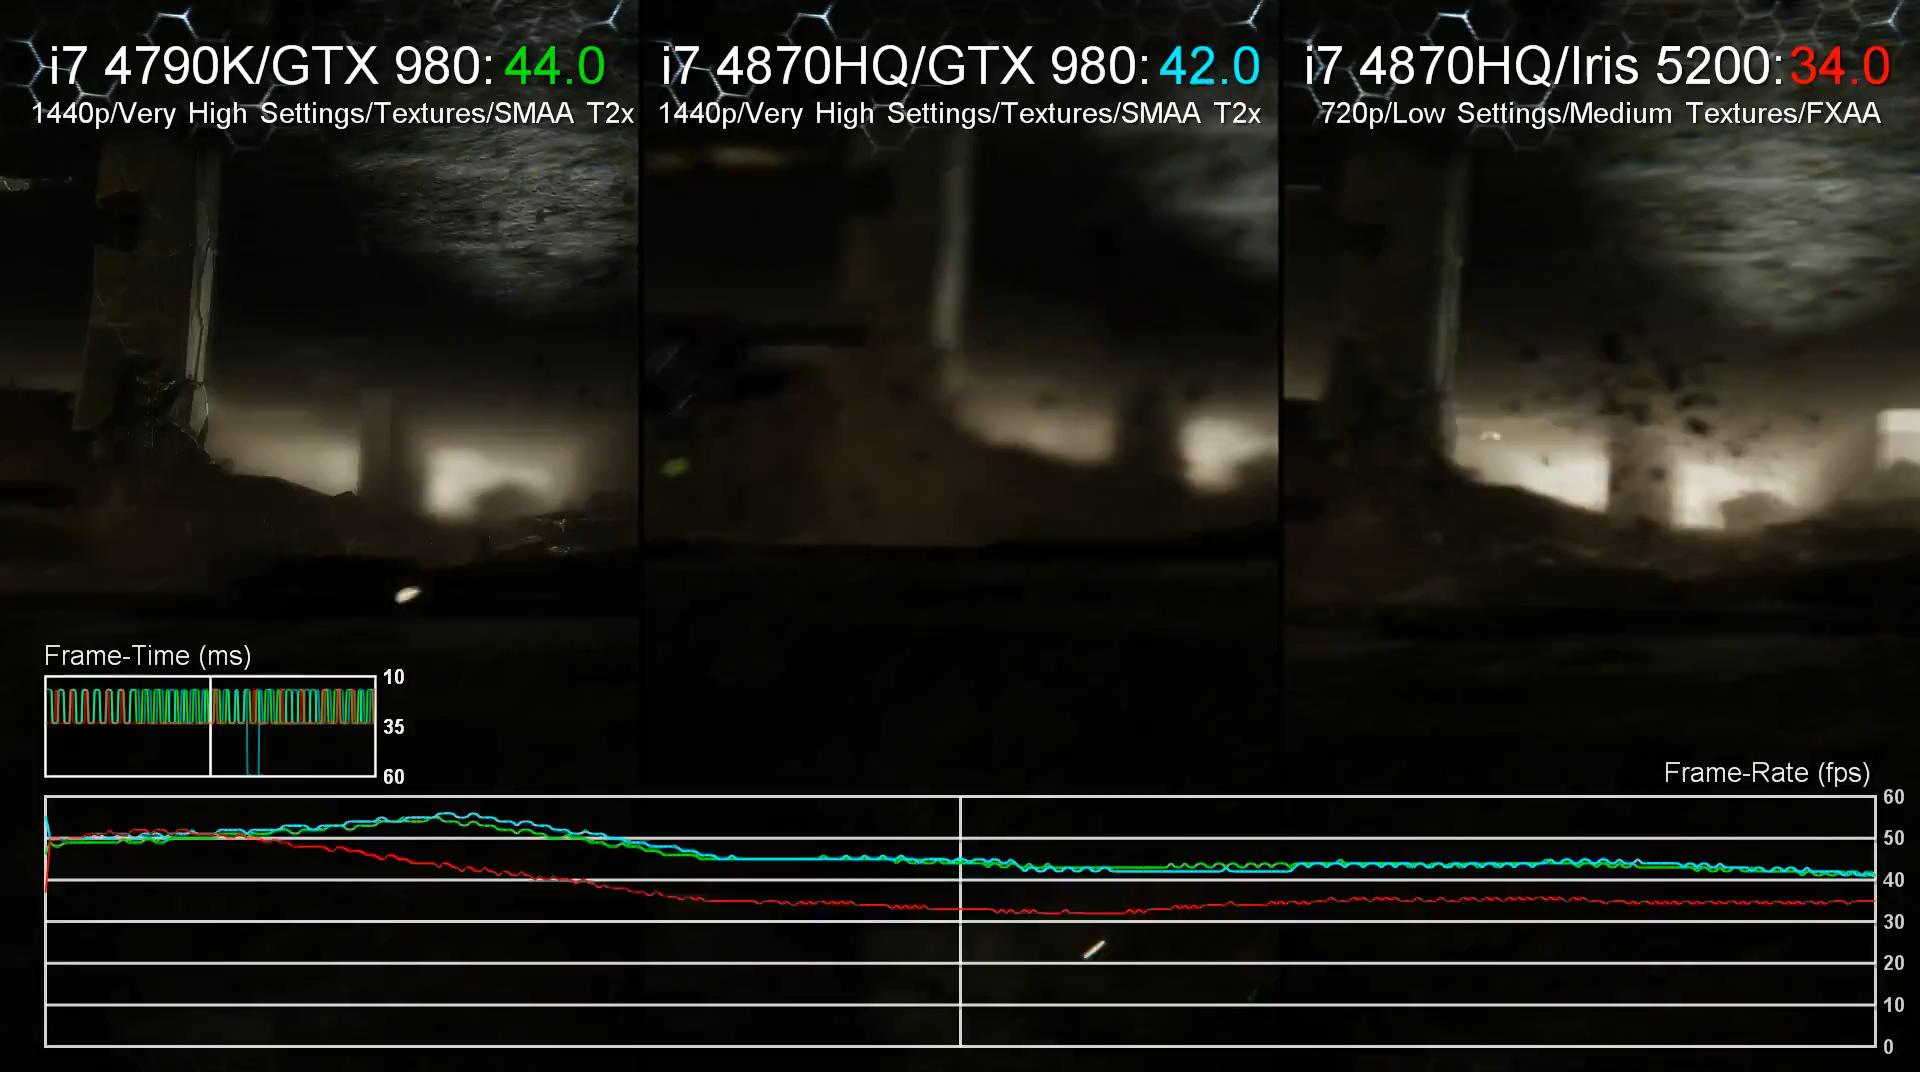 i7 4790K/GTX 980: 44.0
1440p/Very High Settings/Textures/SMAA T2x
i7 4870HQ/GTX 980: 42.0
1440p/Very High Settings/Textures/SMAA T2x
i7 4870HQ/Iris 5200: 34.0
720p/Low Settings/Medium Textures/FXAA
Frame-Time (ms)
10
35
60
Frame-Rate (fps)
60
50
40
30
20
10
0